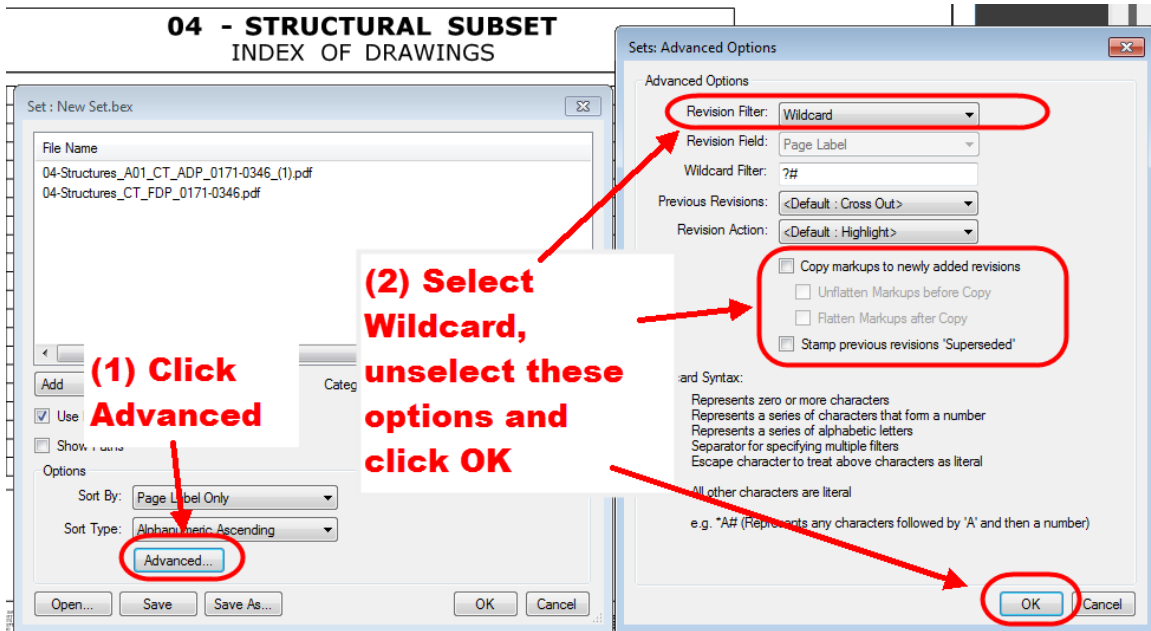 04 - STRUCTURAL SUBSET
INDEX OF DRAWINGS
Set : New Set.bex
File Name
04-Structures_A01_CT_ADP_0171-0346_(1).pdf
04-Structures_CT_FDP_0171-0346.pdf
Add
Categ
Use
Show
Options
Sort By: Page Label Only
Sort Type: Alphanumeric Ascending
Advanced...
Open...
Save
Save As...
OK
Cancel
(1) Click
Advanced
(2) Select
Wildcard,
unselect these
options and
click OK
Sets: Advanced Options
Advanced Options
Revision Filter: Wildcard
Revision Field: Page Label
Wildcard Filter: ?#
Previous Revisions: <Default : Cross Out>
Revision Action: <Default : Highlight>
Copy markups to newly added revisions
Unflatten Markups before Copy
Flatten Markups after Copy
Stamp previous revisions 'Superseded'
ard Syntax:
Represents zero or more characters
Represents a series of characters that form a number
Represents a series of alphabetic letters
Separator for specifying multiple filters
Escape character to treat above characters as literal
All other characters are literal
e.g. *A# (Represents any characters followed by 'A' and then a number)
OK
Cancel